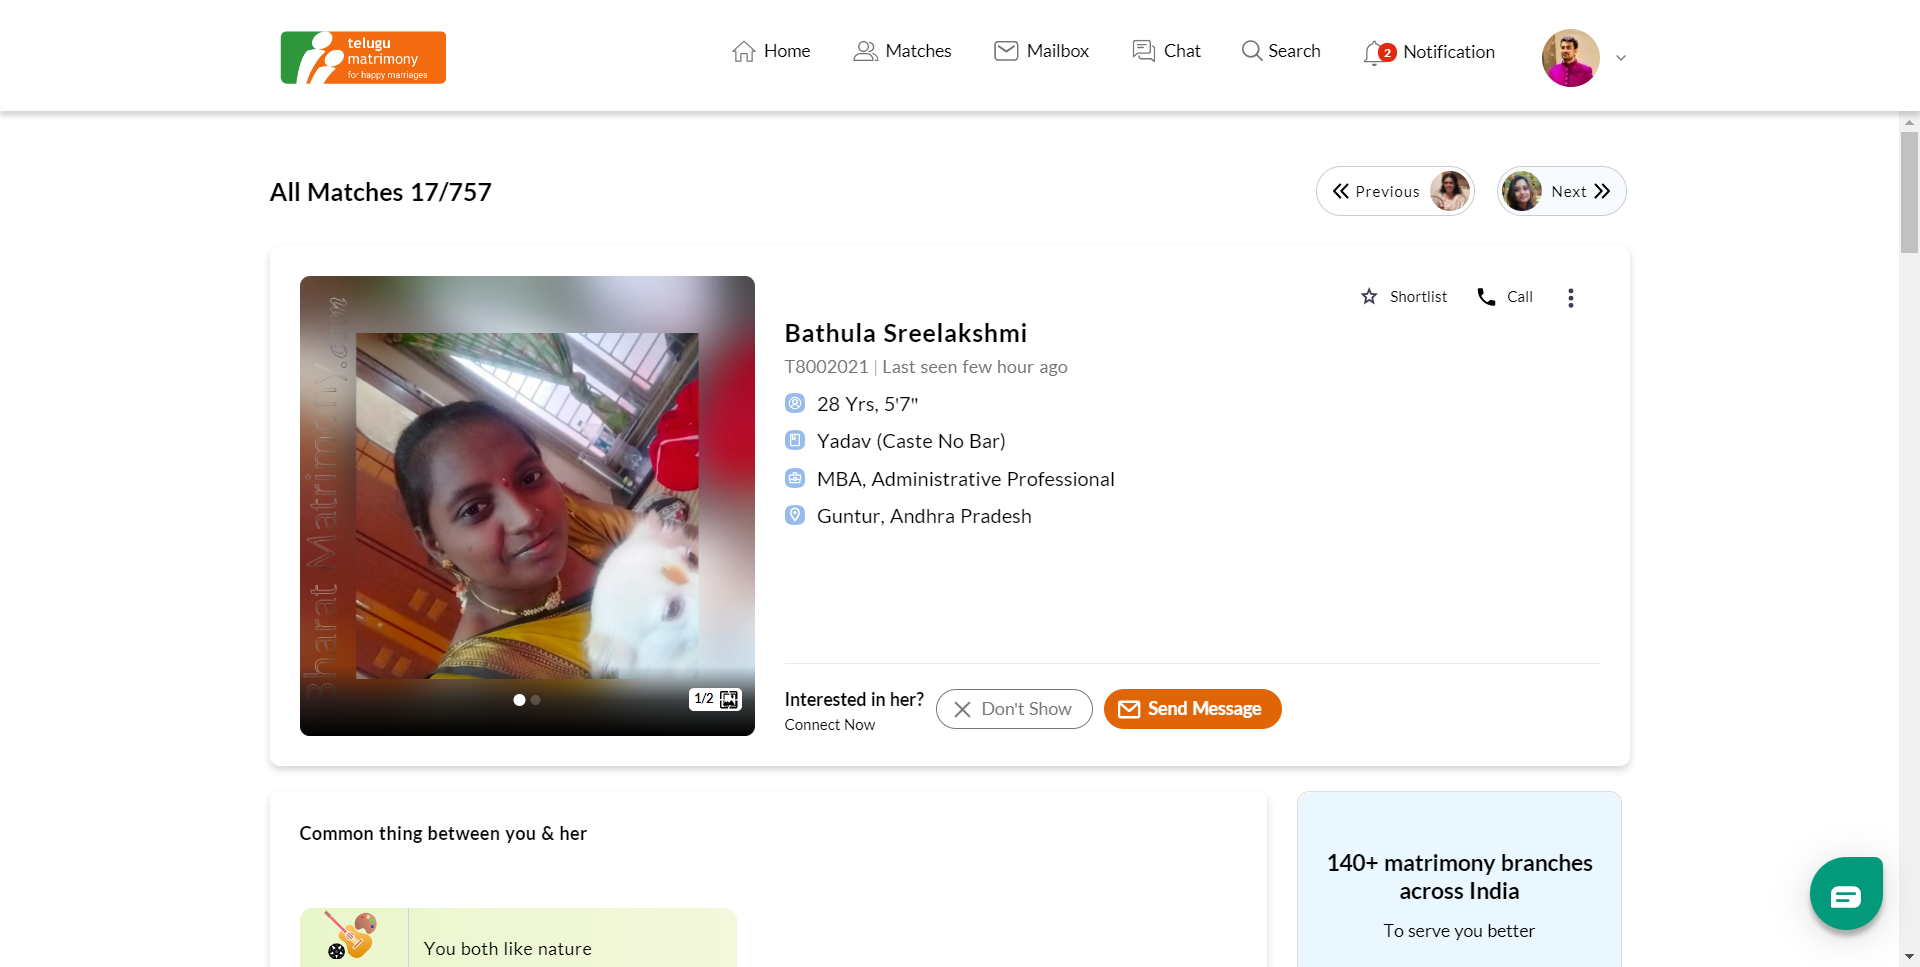 telugu
matrimony
for happy marriages
Home
Matches
Mailbox
Chat
Search
2
Notification
All Matches 17/757
Previous
Next
Shortlist
Call
Bathula Sreelakshmi
T8002021 | Last seen few hour ago
28 Yrs, 5'7"
Yadav (Caste No Bar)
MBA, Administrative Professional
Guntur, Andhra Pradesh
Bharat Matrimony.com
1/2
Interested in her?
Connect Now
Don't Show
Send Message
Common thing between you & her
You both like nature
140+ matrimony branches
across India
To serve you better